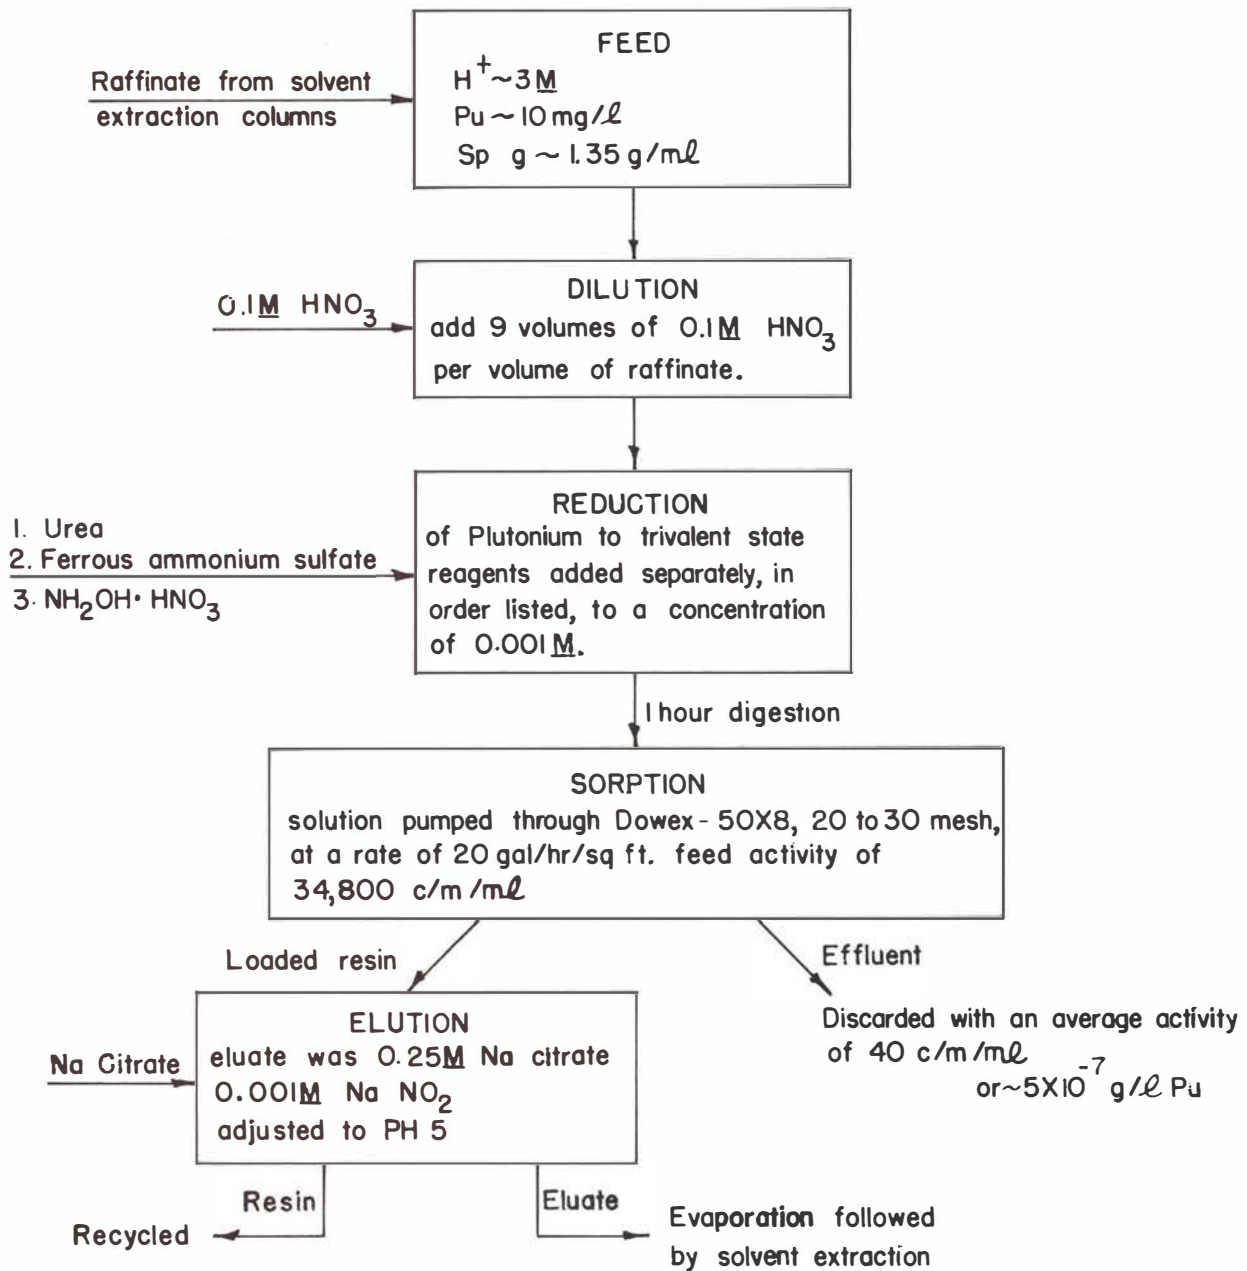 FEED
H+ ~ 3 M
Pu ~ 10 mg/l
Sp g ~ 1.35 g/ml
Raffinate from solvent
extraction columns
DILUTION
add 9 volumes of 0.1M HNO3
per volume of raffinate.
0.1M HNO3
REDUCTION
of Plutonium to trivalent state
reagents added separately, in
order listed, to a concentration
of 0.001M.
1. Urea
2. Ferrous ammonium sulfate
3. NH2OH· HNO3
1 hour digestion
SORPTION
solution pumped through Dowex - 50X8, 20 to 30 mesh,
at a rate of 20 gal/hr/sq ft. feed activity of
34,800 c/m/ml
Loaded resin
Effluent
Discarded with an average activity
of 40 c/m/ml
or ~ 5X10-7 g/l Pu
ELUTION
eluate was 0.25M Na citrate
0.001M Na NO2
adjusted to PH 5
Na Citrate
Resin
Recycled
Eluate
Evaporation followed
by solvent extraction